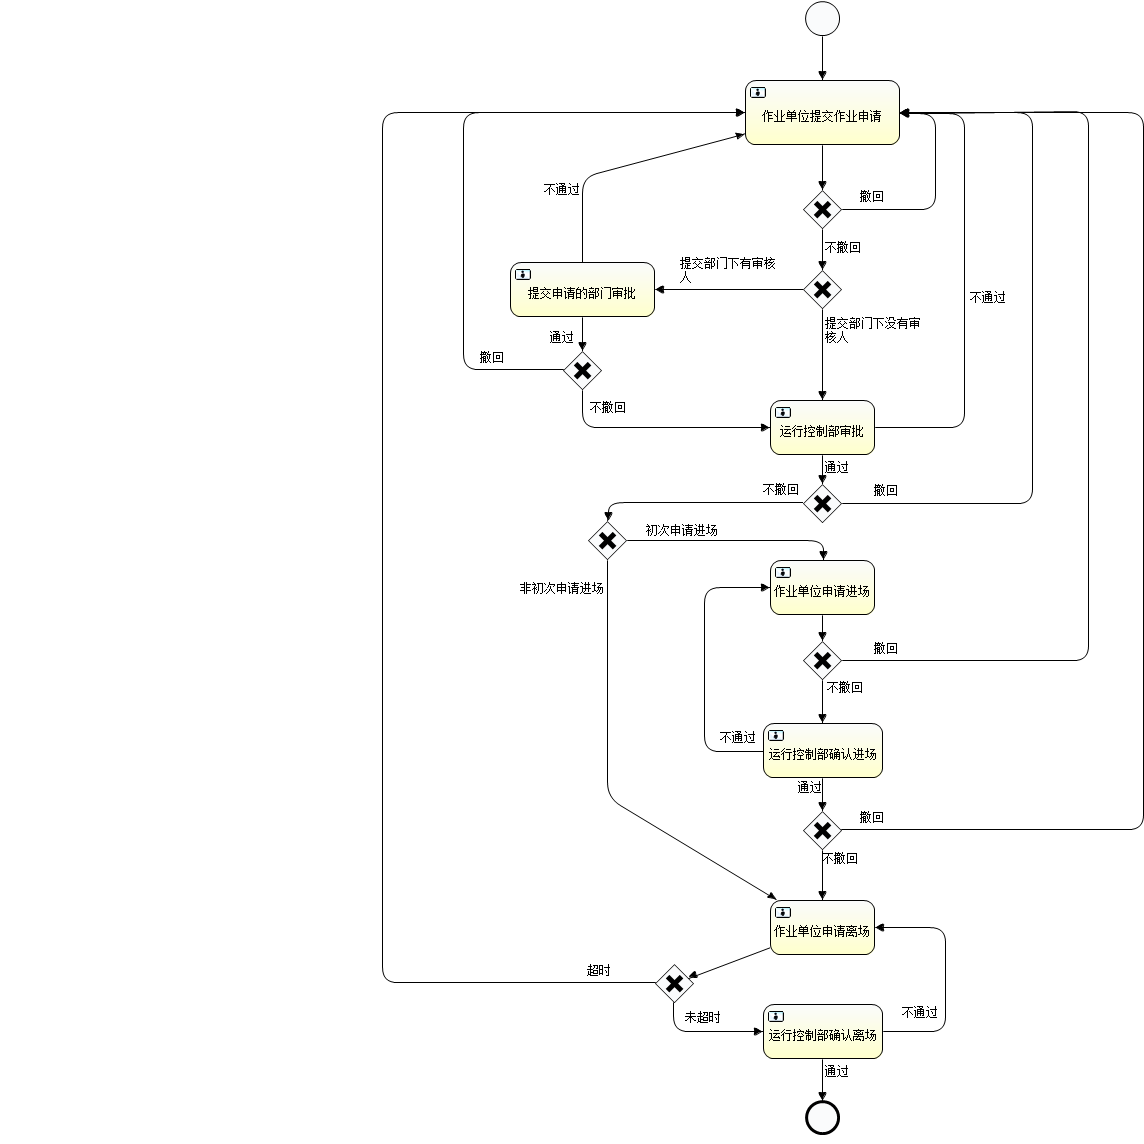 作业单位提交作业申请
不通过
撤回
不撤回
提交部门下有审核
人
提交申请的部门审批
不通过
提交部门下没有审
核人
通过
撤回
不撤回
运行控制部审批
通过
不撤回
撤回
初次申请进场
非初次申请进场
作业单位申请进场
撤回
不撤回
不通过
运行控制部确认进场
通过
撤回
不撤回
作业单位申请离场
超时
未超时
不通过
运行控制部确认离场
通过